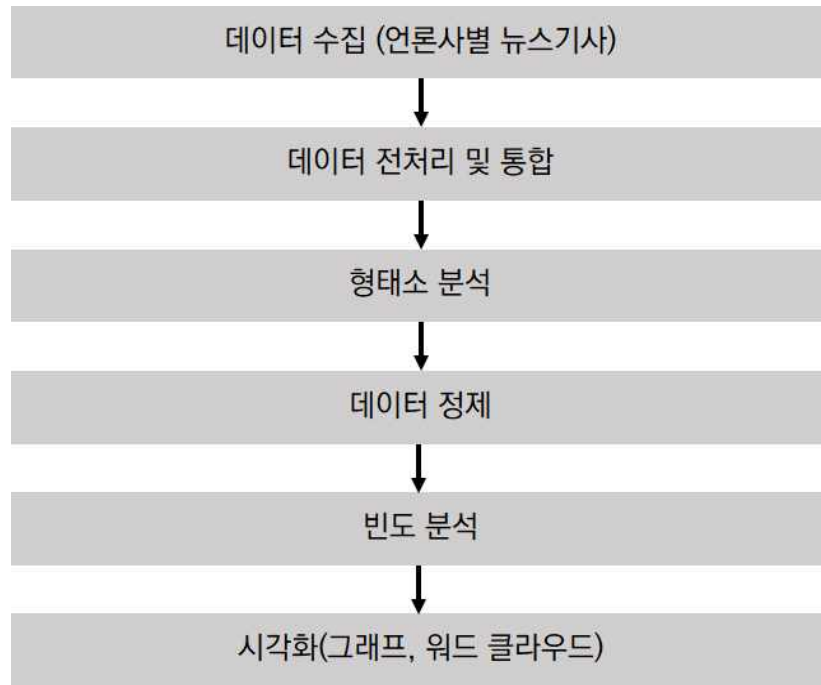 데이터 수집 (언론사별 뉴스기사)
데이터 전처리 및 통합
형태소 분석
데이터 정제
빈도 분석
시각화(그래프, 워드 클라우드)